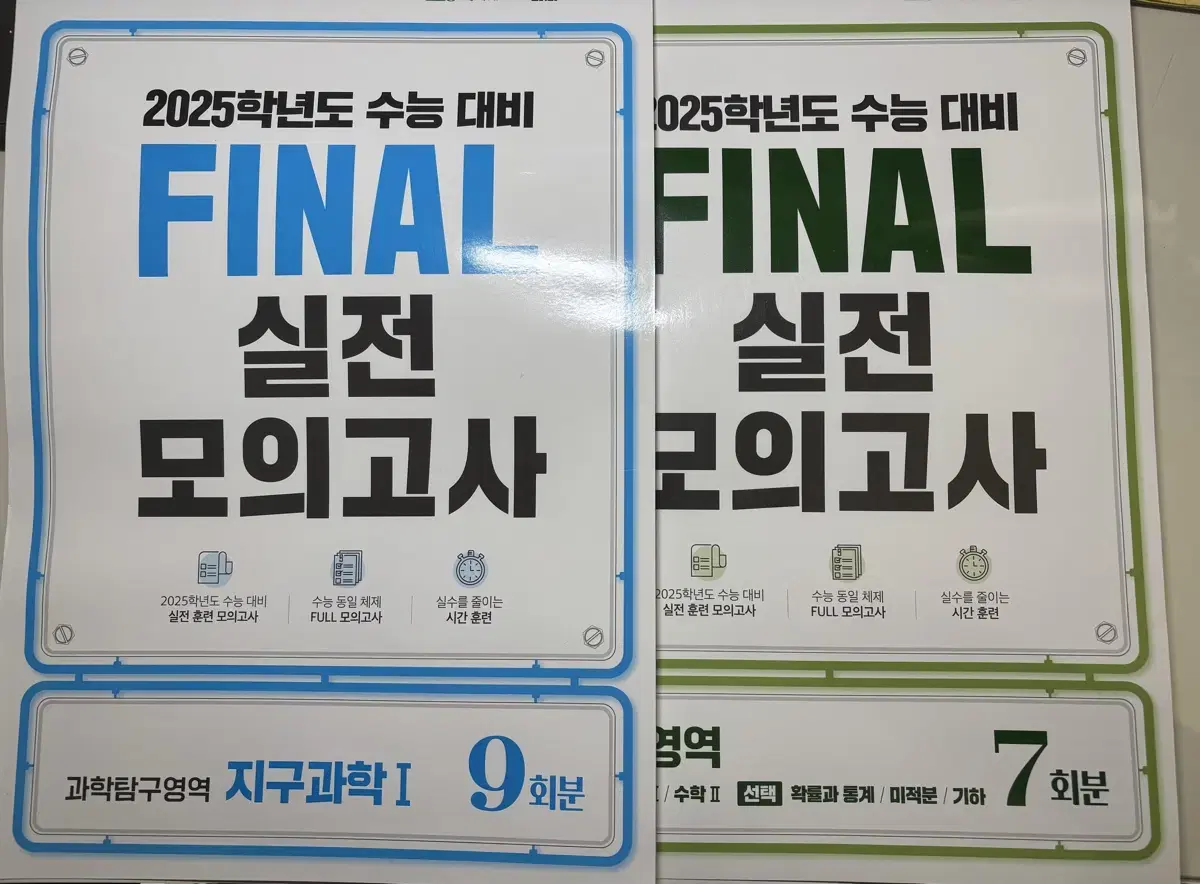 2025학년도 수능 대비
FINAL
실전
모의고사
2025학년도 수능 대비
실전 훈련 모의고사
수능 동일 체제
FULL 모의고사
실수를 줄이는
시간 훈련
과학탐구영역 지구과학 I 9회분
2025학년도 수능 대비
FINAL
실전
모의고사
2025학년도 수능 대비
실전 훈련 모의고사
수능 동일 체제
FULL 모의고사
실수를 줄이는
시간 훈련
영역
/ 수학 II 선택 확률과 통계 / 미적분 / 기하 7회분